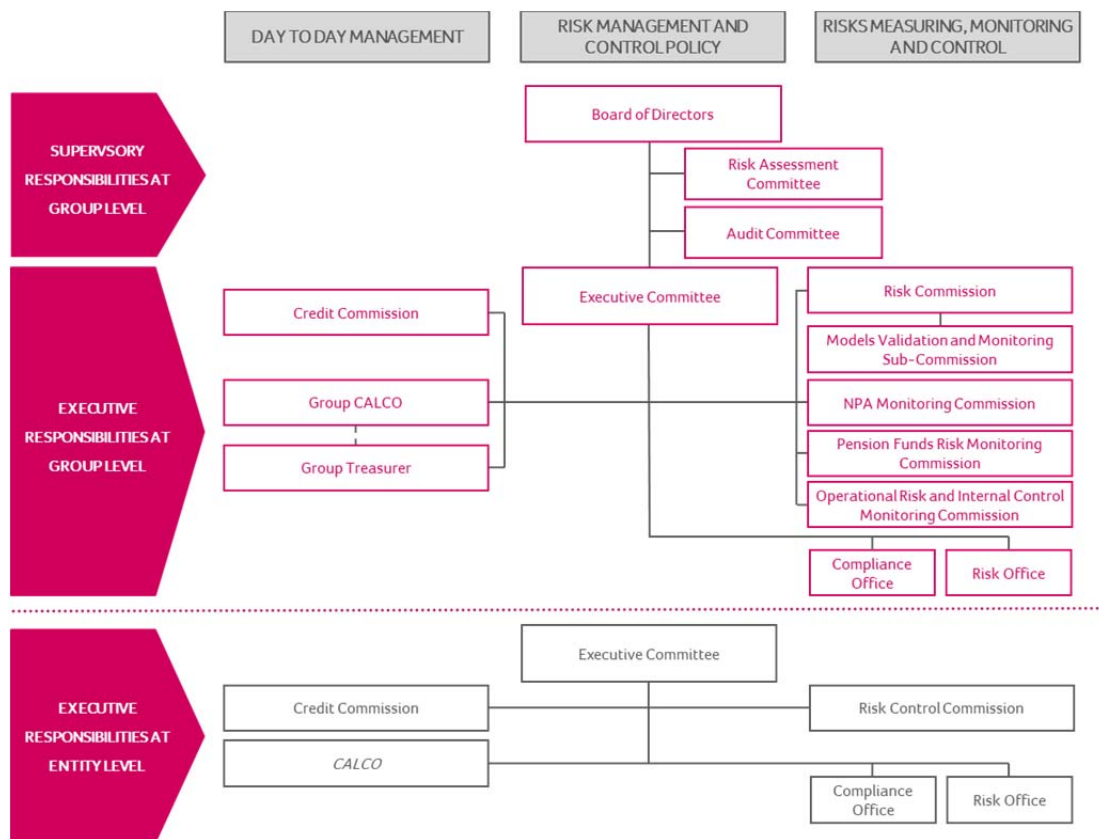 DAY TO DAY MANAGEMENT
RISK MANAGEMENT AND
CONTROL POLICY
RISKS MEASURING, MONITORING
AND CONTROL
SUPERVSORY
RESPONSIBILITIES AT
GROUP LEVEL
Board of Directors
Risk Assessment
Committee
Audit Committee
EXECUTIVE
RESPONSIBILITIES AT
GROUP LEVEL
Executive Committee
Credit Commission
Group CALCO
Group Treasurer
Risk Commission
Models Validation and Monitoring
Sub-Commission
NPA Monitoring Commission
Pension Funds Risk Monitoring
Commission
Operational Risk and Internal Control
Monitoring Commission
Compliance
Office
Risk Office
EXECUTIVE
RESPONSIBILITIES AT
ENTITY LEVEL
Executive Committee
Credit Commission
Risk Control Commission
CALCO
Compliance
Office
Risk Office